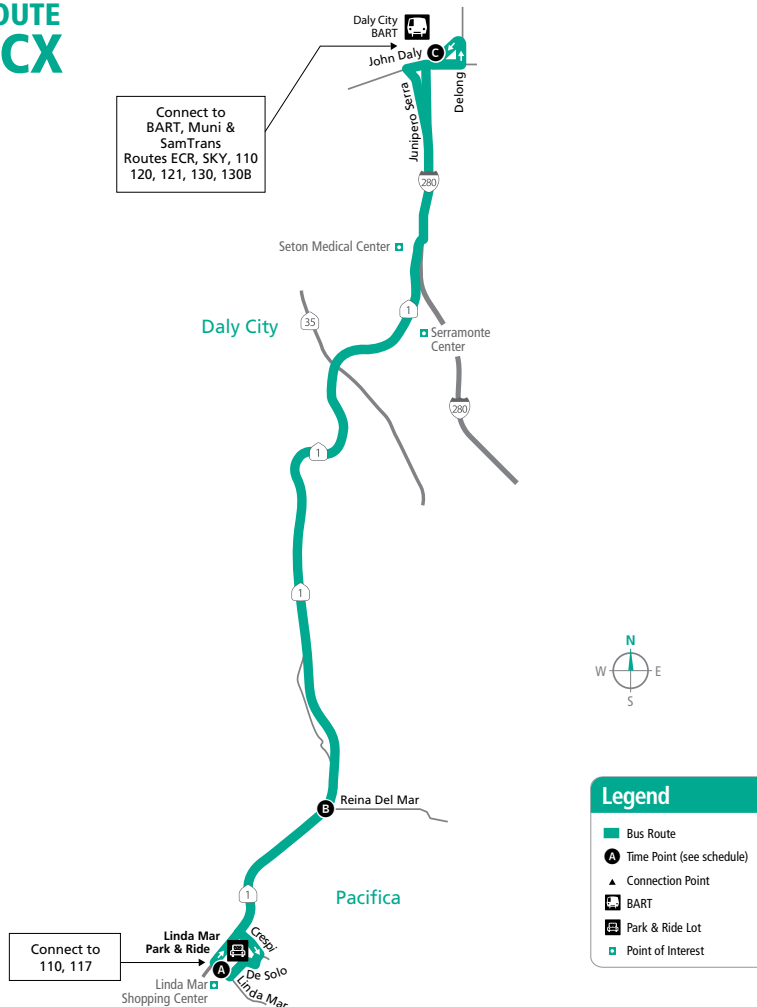 OUTE
CX
Daly City
BART
John Daly
C
Junipero Serra
Delong
Connect to
BART, Muni &
SamTrans
Routes ECR, SKY, 110
120, 121, 130, 130B
280
Seton Medical Center
1
Daly City
35
Serramonte
Center
280
1
1
N
W
E
S
B
Reina Del Mar
Legend
Bus Route
A
Time Point (see schedule)
Connection Point
BART
Park & Ride Lot
Point of Interest
1
Pacifica
Linda Mar
Park & Ride
Crespi
Connect to
110, 117
A
De Solo
Linda Mar
Linda Mar
Shopping Center